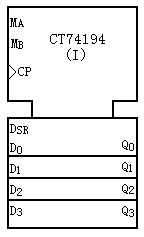 MA
MB CT74194
(I)
CP
DSR
D0 Q0
D1 Q1
D2 Q2
D3 Q3